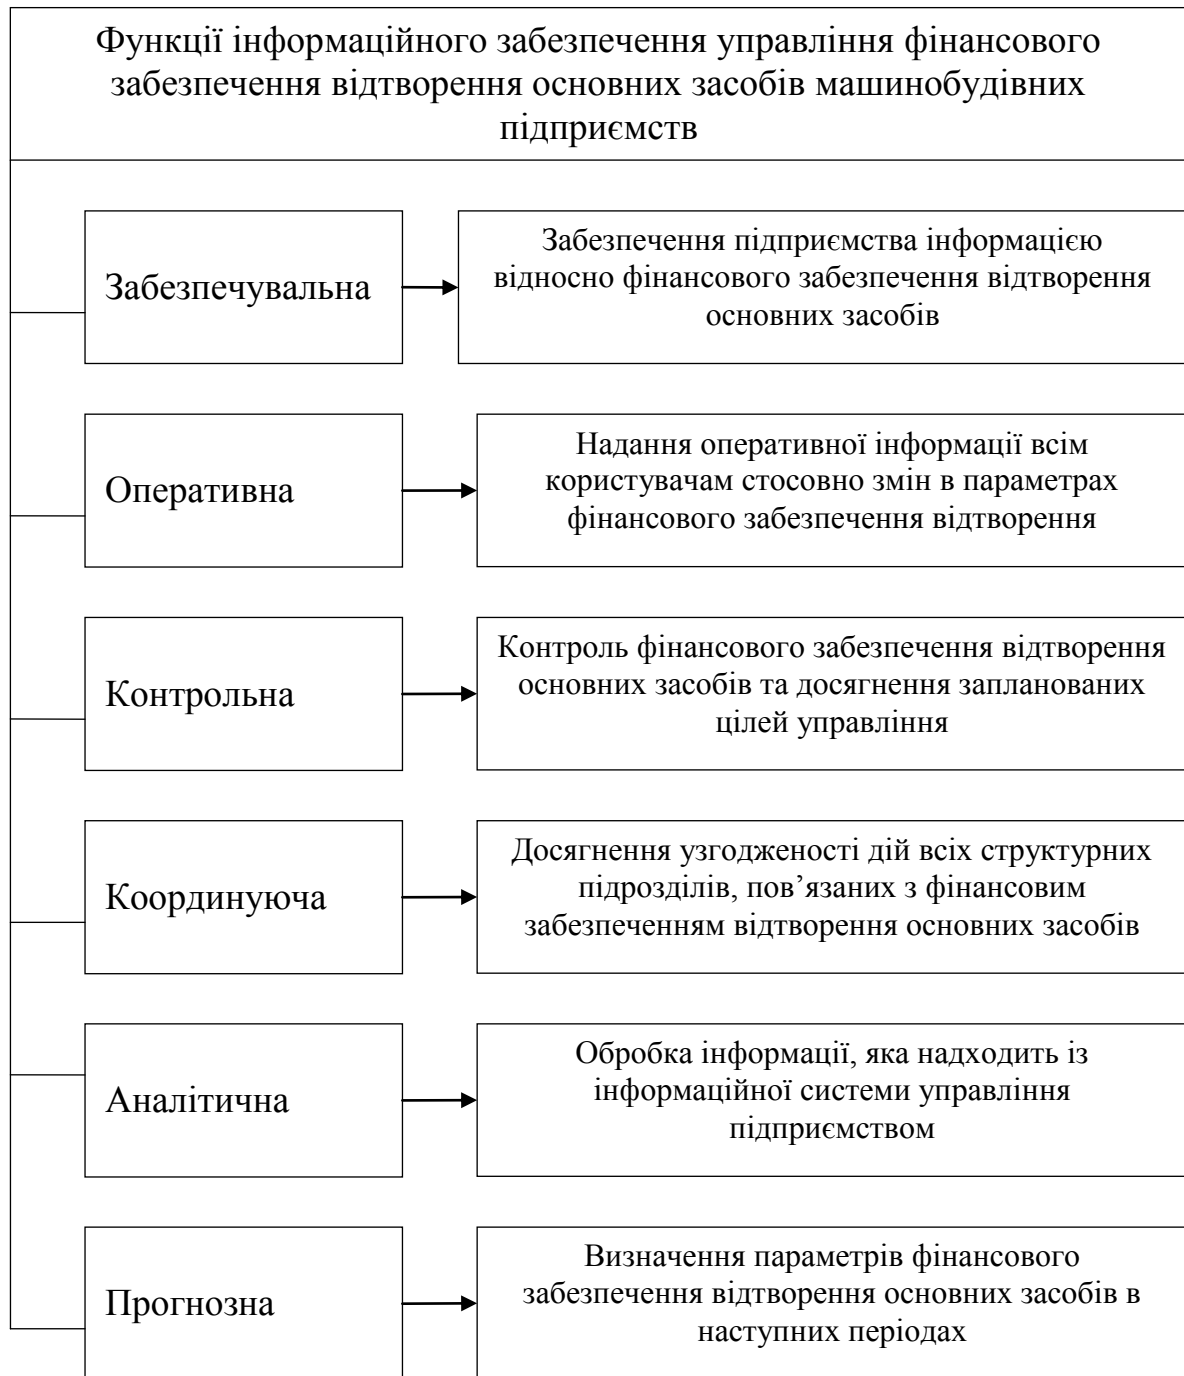 Функції інформаційного забезпечення управління фінансового
забезпечення відтворення основних засобів машинобудівних
підприємств
Забезпечувальна
Забезпечення підприємства інформацією
відносно фінансового забезпечення відтворення
основних засобів
Оперативна
Надання оперативної інформації всім
користувачам стосовно змін в параметрах
фінансового забезпечення відтворення
Контрольна
Контроль фінансового забезпечення відтворення
основних засобів та досягнення запланованих
цілей управління
Координуюча
Досягнення узгодженості дій всіх структурних
підрозділів, пов’язаних з фінансовим
забезпеченням відтворення основних засобів
Аналітична
Обробка інформації, яка надходить із
інформаційної системи управління
підприємством
Прогнозна
Визначення параметрів фінансового
забезпечення відтворення основних засобів в
наступних періодах